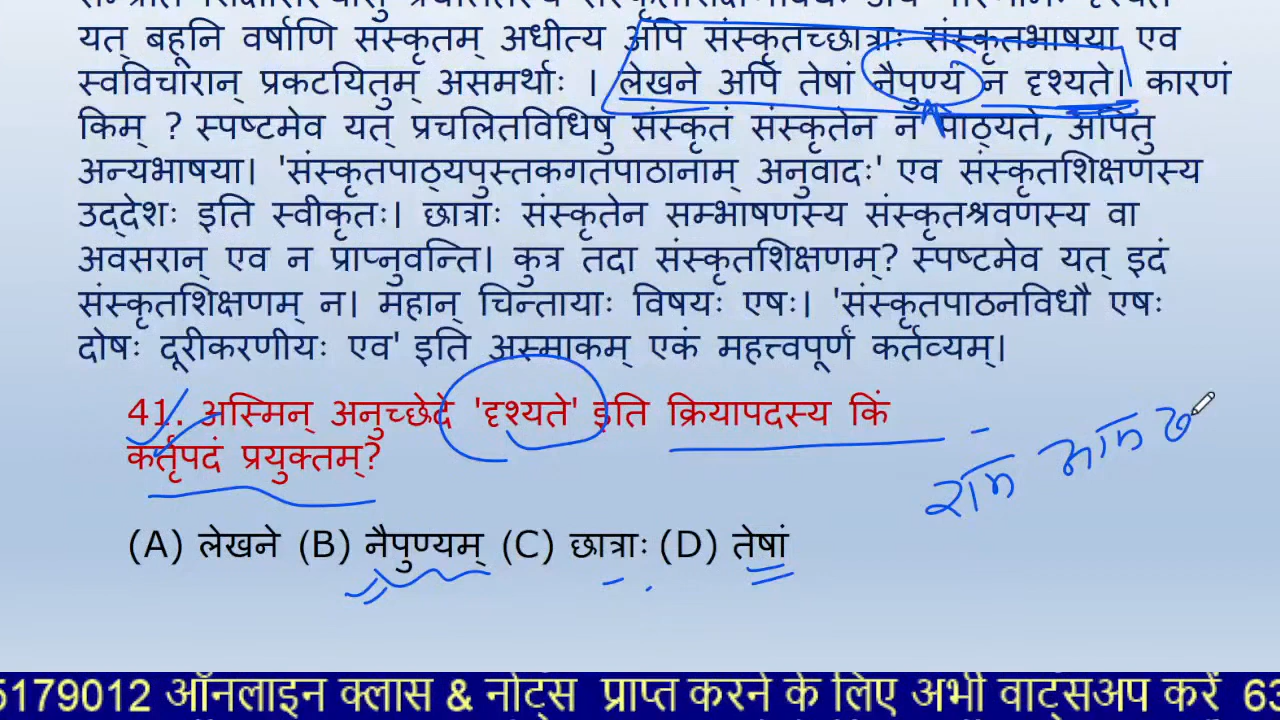 यत् बहूनि वर्षाणि संस्कृतम् अधीत्य अपि संस्कृतच्छात्राः संस्कृतभाषया एव
स्वविचारान् प्रकटयितुम् असमर्थाः । लेखने अपि तेषां नैपुण्यं न दृश्यते। कारणं
किम् ? स्पष्टमेव यत् प्रचलितविधिषु संस्कृतं संस्कृतेन न पाठ्यते, अपितु
अन्यभाषया। 'संस्कृतपाठ्यपुस्तकगतपाठानाम् अनुवादः' एव संस्कृतशिक्षणस्य
उद्देशः इति स्वीकृतः। छात्राः संस्कृतेन सम्भाषणस्य संस्कृतश्रवणस्य वा
अवसरान् एव न प्राप्नुवन्ति। कुत्र तदा संस्कृतशिक्षणम्? स्पष्टमेव यत् इदं
संस्कृतशिक्षणम् न। महान् चिन्तायाः विषयः एषः। 'संस्कृतपाठनविधौ एषः
दोषः दूरीकरणीयः एव' इति अस्माकम् एकं महत्त्वपूर्णं कर्तव्यम्।
41. अस्मिन् अनुच्छेदे 'दृश्यते' इति क्रियापदस्य किं
कर्तृपदं प्रयुक्तम्?
राम आम
(A) लेखने (B) नैपुण्यम् (C) छात्राः (D) तेषां
5179012 ऑनलाइन क्लास & नोट्स प्राप्त करने के लिए अभी वाट्सअप करें 63